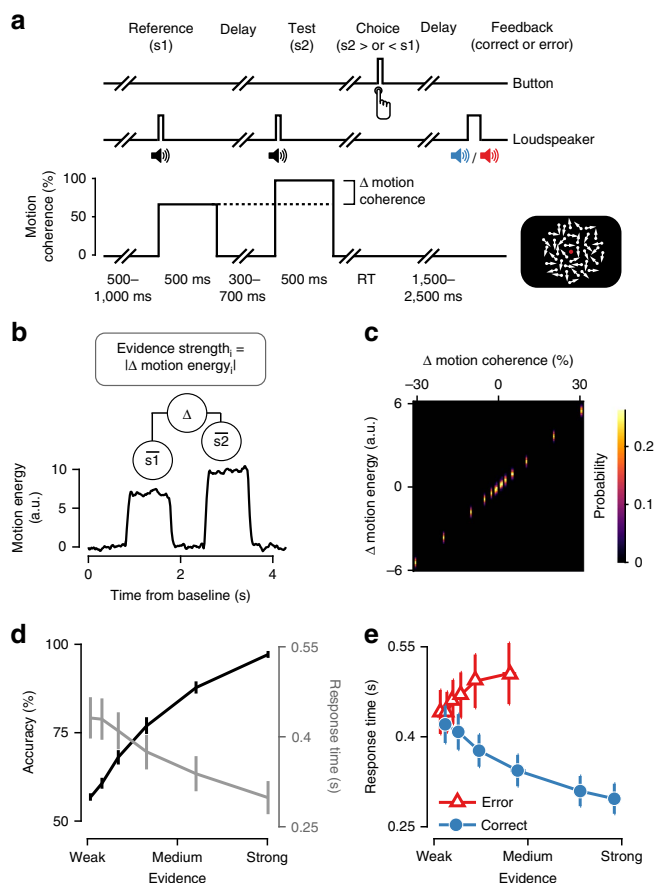 a
Reference
(s1)
Delay
Test
(s2)
Choice
(s2 > or < s1)
Delay
Feedback
(correct or error)
Button
Loudspeaker
/
Motion
coherence (%)
100
50
0
Δ motion
coherence
500–
1,000 ms
500 ms
300–
700 ms
500 ms
RT
1,500–
2,500 ms
b
Evidence strengthᵢ =
|Δ motion energyᵢ|
Δ
s1
s2
Motion energy
(a.u.)
10
5
0
0
2
4
Time from baseline (s)
c
Δ motion coherence (%)
−30
0
30
Δ motion energy (a.u.)
6
0
−6
0.2
0.1
0
Probability
d
Accuracy (%)
100
75
50
0.55
0.4
0.25
Response time (s)
Weak
Medium
Strong
Evidence
e
Response time (s)
0.55
0.4
0.25
Error
Correct
Weak
Medium
Strong
Evidence